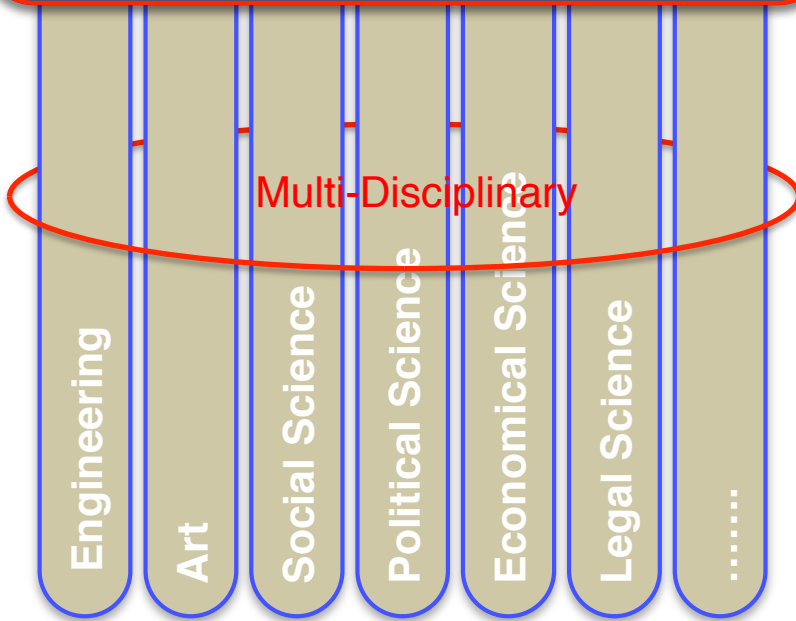 Multi-Disciplinary
Engineering
Art
Social Science
Political Science
Economical Science
Legal Science
........